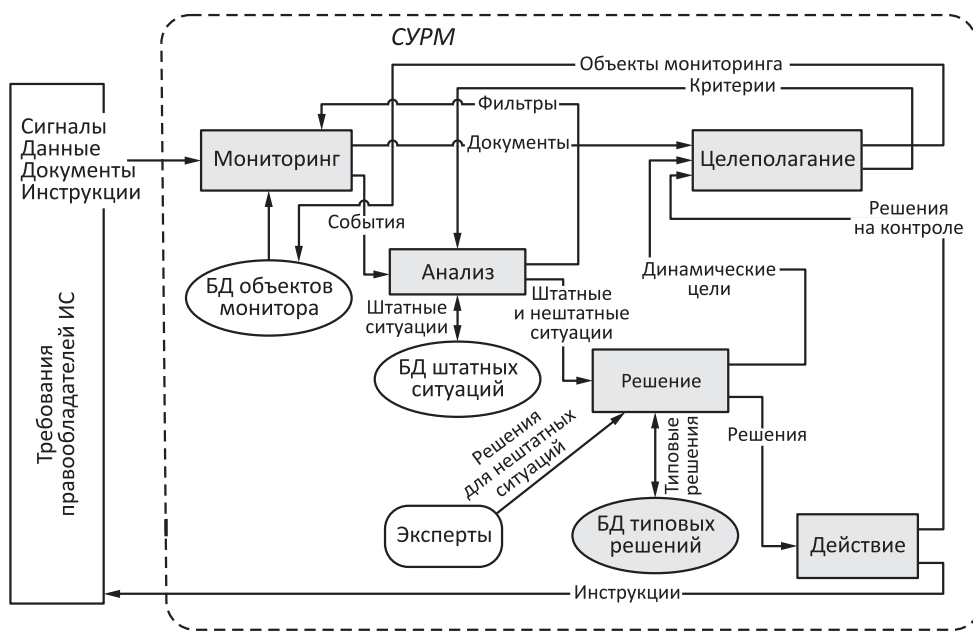 СУРМ
Объекты мониторинга
Критерии
Фильтры
Сигналы
Данные
Документы
Инструкции
Мониторинг
Документы
Целеполагание
События
Решения
на контроле
БД объектов
монитора
Анализ
Динамические
цели
Штатные
ситуации
Штатные
и нештатные
ситуации
БД штатных
ситуаций
Решение
Требования
правообладателей ИС
Решения
для нештатных
ситуаций
Типовые
решения
Решения
Эксперты
БД типовых
решений
Действие
Инструкции